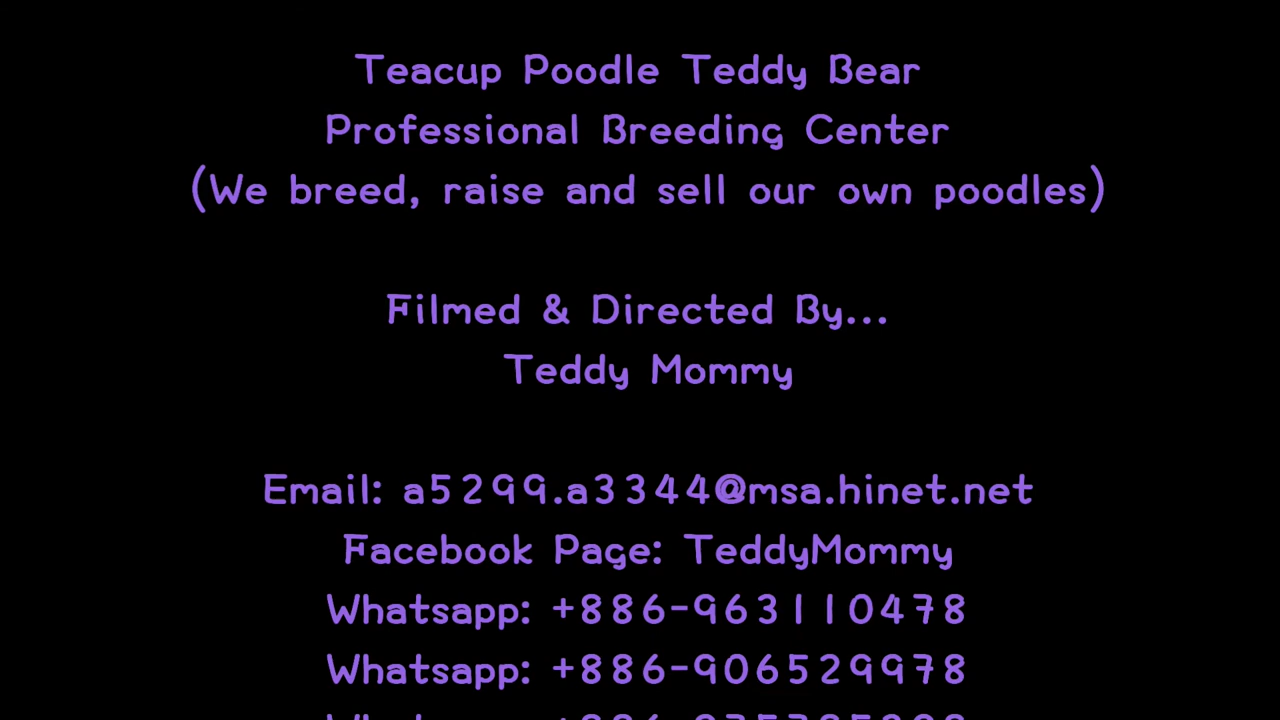 Teacup Poodle Teddy Bear
Professional Breeding Center
(We breed, raise and sell our own poodles)
Filmed & Directed By...
Teddy Mommy
Email: a5299.a3344@msa.hinet.net
Facebook Page: TeddyMommy
Whatsapp: +886-963110478
Whatsapp: +886-906529978